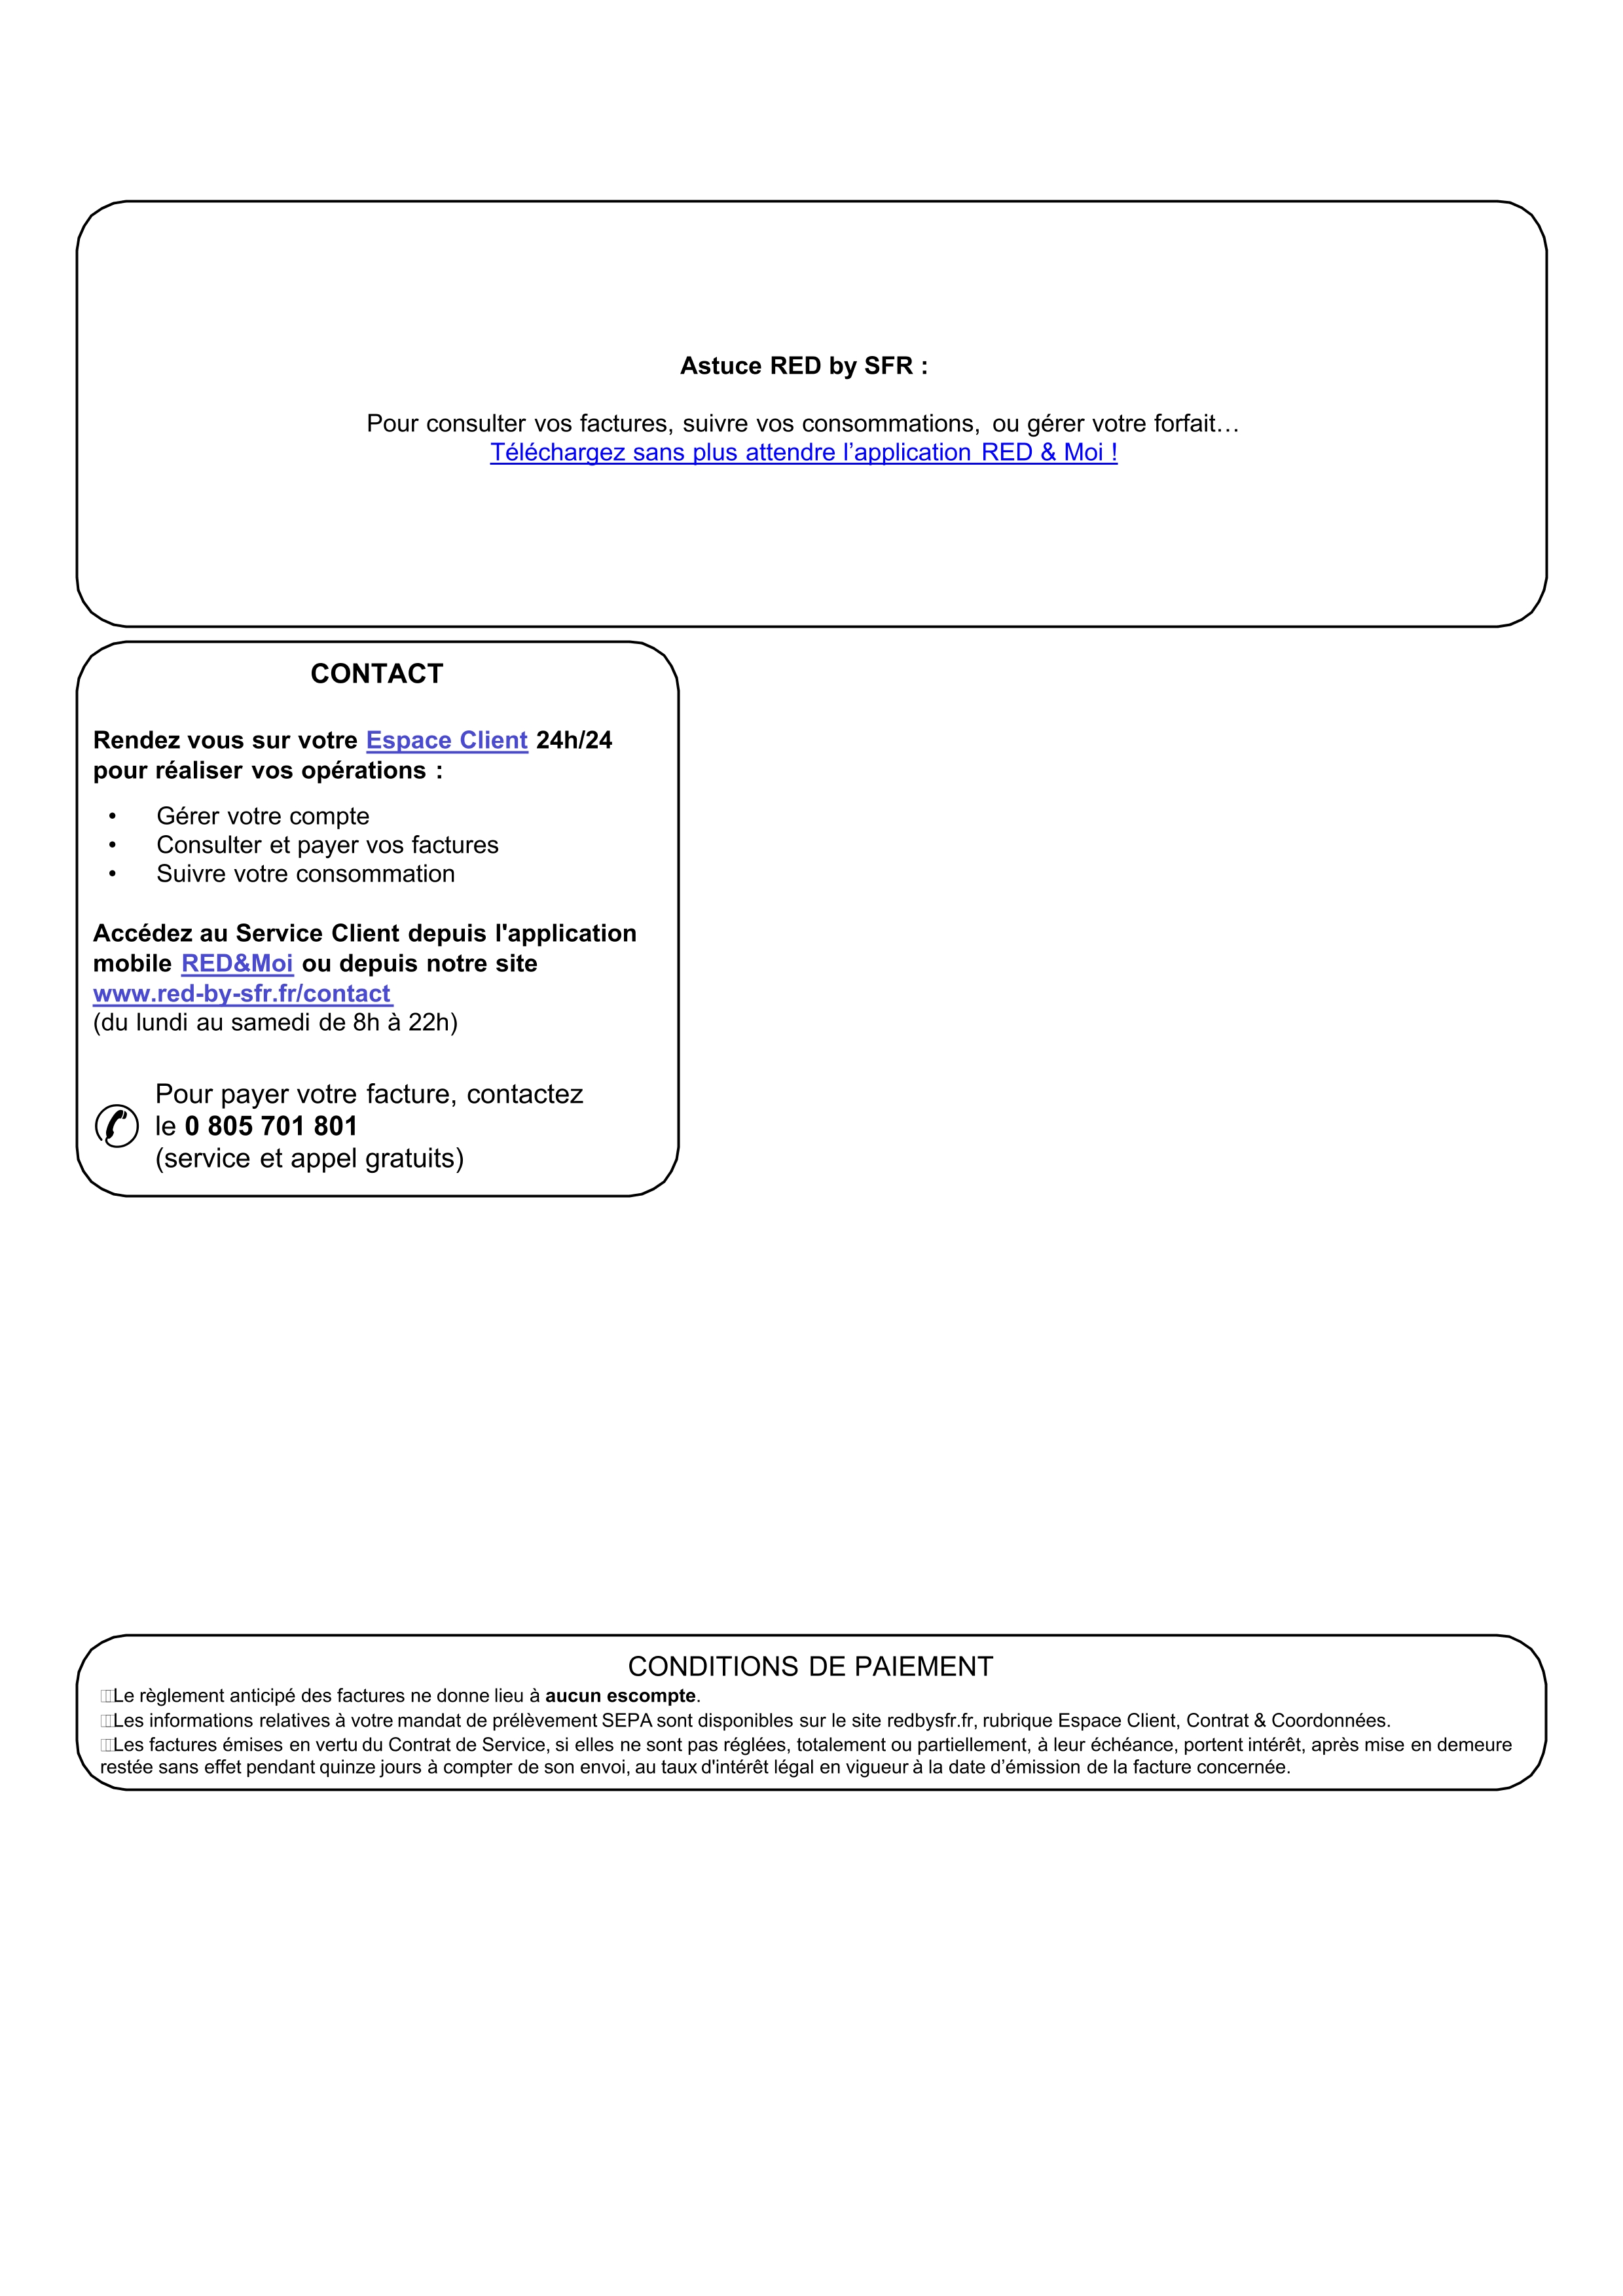 Astuce RED by SFR :
Pour consulter vos factures, suivre vos consommations, ou gérer votre forfait…
Téléchargez sans plus attendre l’application RED & Moi !
CONTACT
Rendez vous sur votre Espace Client 24h/24
pour réaliser vos opérations :
• Gérer votre compte
• Consulter et payer vos factures
• Suivre votre consommation
Accédez au Service Client depuis l'application
mobile RED&Moi ou depuis notre site
www.red-by-sfr.fr/contact
(du lundi au samedi de 8h à 22h)
Pour payer votre facture, contactez
le 0 805 701 801
(service et appel gratuits)
CONDITIONS DE PAIEMENT
Le règlement anticipé des factures ne donne lieu à aucun escompte.
Les informations relatives à votre mandat de prélèvement SEPA sont disponibles sur le site redbysfr.fr, rubrique Espace Client, Contrat & Coordonnées.
Les factures émises en vertu du Contrat de Service, si elles ne sont pas réglées, totalement ou partiellement, à leur échéance, portent intérêt, après mise en demeure
restée sans effet pendant quinze jours à compter de son envoi, au taux d'intérêt légal en vigueur à la date d’émission de la facture concernée.